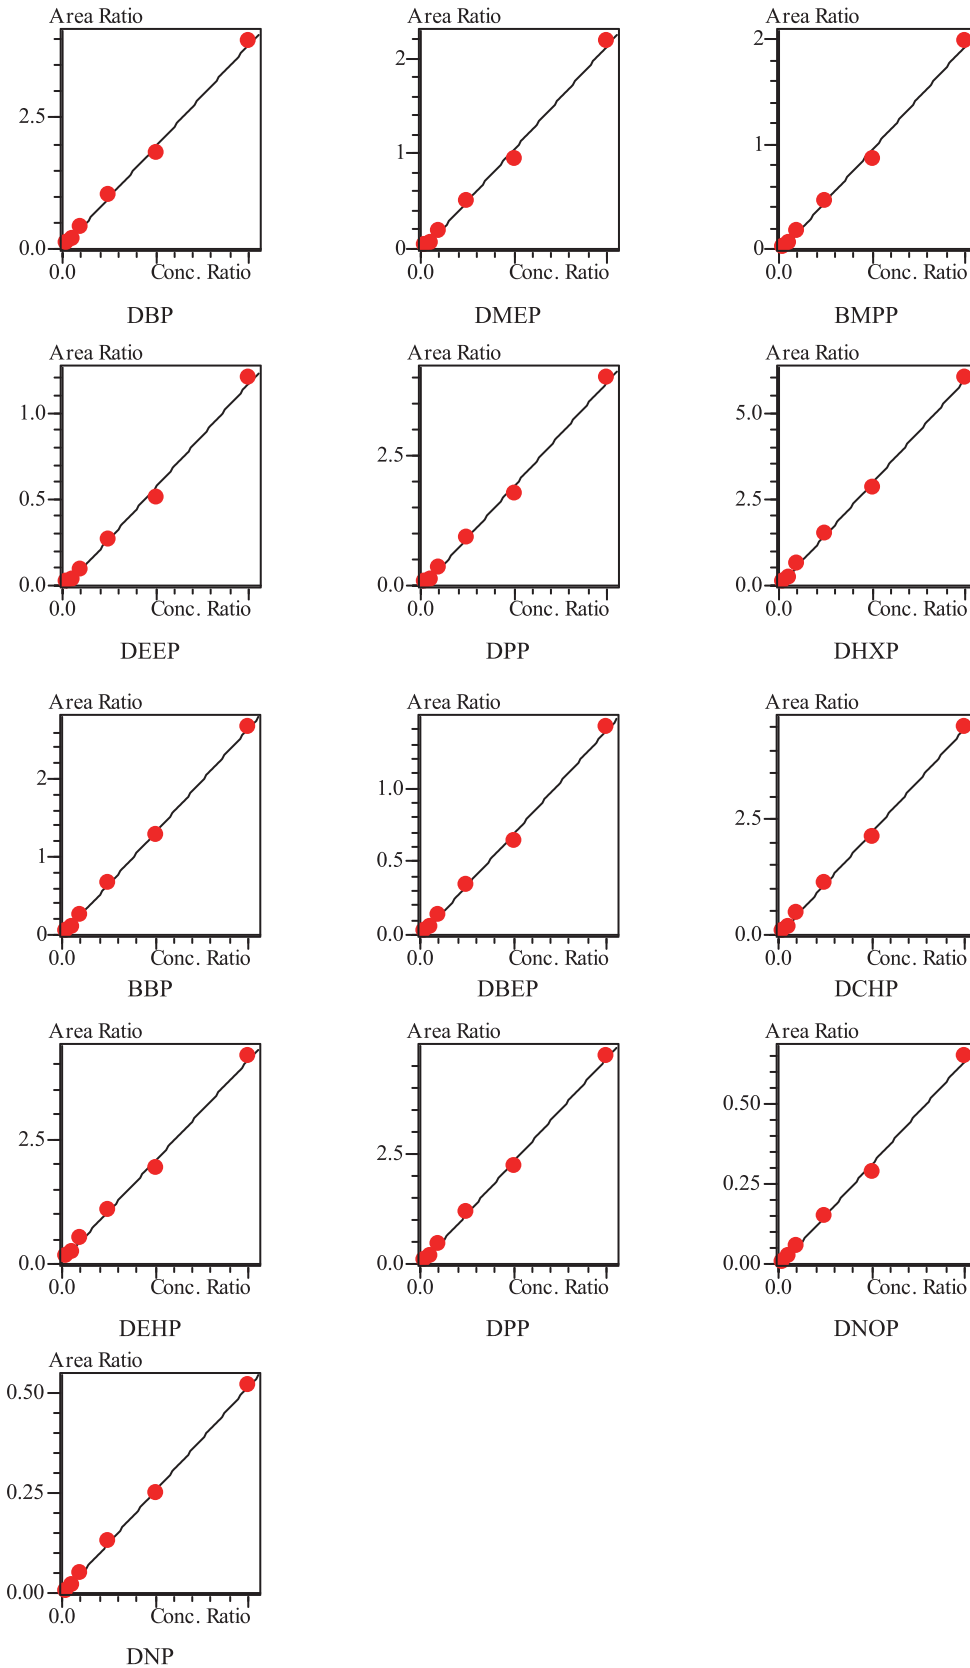 Area Ratio Area Ratio Area Ratio
2.5 2 2
1 1
0.0 0 0
0.0 Conc. Ratio 0.0 Conc. Ratio 0.0 Conc. Ratio
DBP DMEP BMPP
Area Ratio Area Ratio Area Ratio
1.0 2.5 5.0
0.5 2.5
0.0 0.0 0.0
0.0 Conc. Ratio 0.0 Conc. Ratio 0.0 Conc. Ratio
DEEP DPP DHXP
Area Ratio Area Ratio Area Ratio
2 1.0 2.5
1 0.5
0 0.0 0.0
0.0 Conc. Ratio 0.0 Conc. Ratio 0.0 Conc. Ratio
BBP DBEP DCHP
Area Ratio Area Ratio Area Ratio
2.5 2.5 0.50
0.25
0.0 0.0 0.00
0.0 Conc. Ratio 0.0 Conc. Ratio 0.0 Conc. Ratio
DEHP DPP DNOP
Area Ratio
0.50
0.25
0.00
0.0 Conc. Ratio
DNP